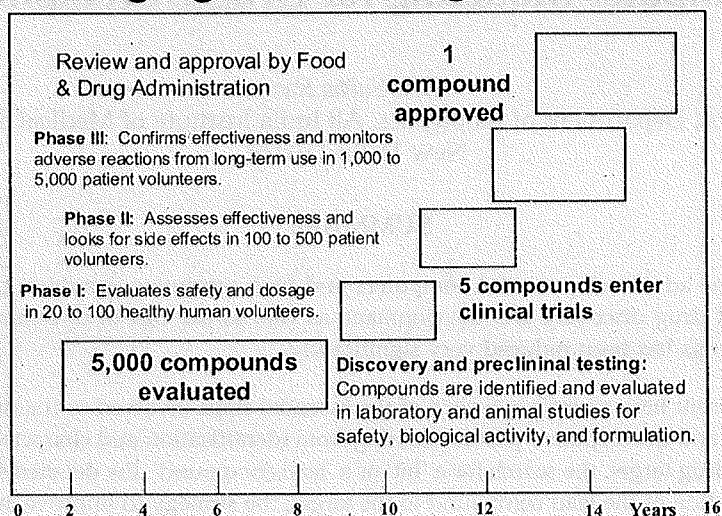 Review and approval by Food
& Drug Administration
1
compound
approved
Phase III: Confirms effectiveness and monitors
adverse reactions from long-term use in 1,000 to
5,000 patient volunteers.
Phase II: Assesses effectiveness and
looks for side effects in 100 to 500 patient
volunteers.
Phase I: Evaluates safety and dosage
in 20 to 100 healthy human volunteers.
5 compounds enter
clinical trials
5,000 compounds
evaluated
Discovery and preclininal testing:
Compounds are identified and evaluated
in laboratory and animal studies for
safety, biological activity, and formulation.
0 2 4 6 8 10 12 14 Years 16